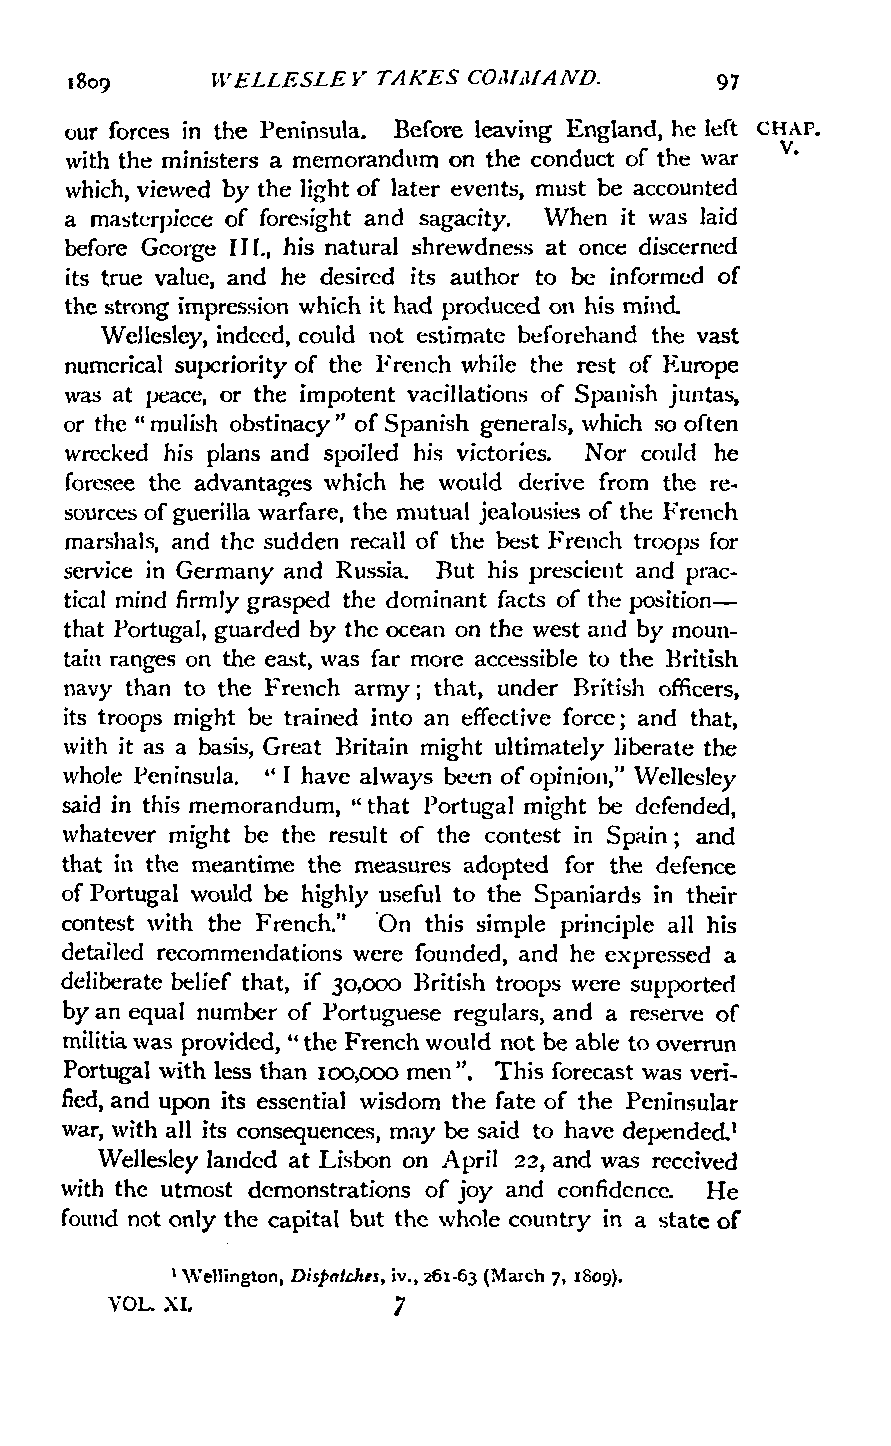 1809 WELLESLEY TAKES COMMAND. 97
our forces in the Peninsula. Before leaving England, he left CHAP.
with the ministers a memorandum on the conduct of the war V.
which, viewed by the light of later events, must be accounted
a masterpiece of foresight and sagacity. When it was laid
before George III., his natural shrewdness at once discerned
its true value, and he desired its author to be informed of
the strong impression which it had produced on his mind.
Wellesley, indeed, could not estimate beforehand the vast
numerical superiority of the French while the rest of Europe
was at peace, or the impotent vacillations of Spanish juntas,
or the "mulish obstinacy" of Spanish generals, which so often
wrecked his plans and spoiled his victories. Nor could he
foresee the advantages which he would derive from the re-
sources of guerilla warfare, the mutual jealousies of the French
marshals, and the sudden recall of the best French troops for
service in Germany and Russia. But his prescient and prac-
tical mind firmly grasped the dominant facts of the position—
that Portugal, guarded by the ocean on the west and by moun-
tain ranges on the east, was far more accessible to the British
navy than to the French army; that, under British officers,
its troops might be trained into an effective force; and that,
with it as a basis, Great Britain might ultimately liberate the
whole Peninsula. "I have always been of opinion," Wellesley
said in this memorandum, "that Portugal might be defended,
whatever might be the result of the contest in Spain; and
that in the meantime the measures adopted for the defence
of Portugal would be highly useful to the Spaniards in their
contest with the French." On this simple principle all his
detailed recommendations were founded, and he expressed a
deliberate belief that, if 30,000 British troops were supported
by an equal number of Portuguese regulars, and a reserve of
militia was provided, "the French would not be able to overrun
Portugal with less than 100,000 men". This forecast was veri-
fied, and upon its essential wisdom the fate of the Peninsular
war, with all its consequences, may be said to have depended.¹
Wellesley landed at Lisbon on April 22, and was received
with the utmost demonstrations of joy and confidence. He
found not only the capital but the whole country in a state of
¹ Wellington, Dispatches, iv., 261-63 (March 7, 1809).
VOL. XI. 7